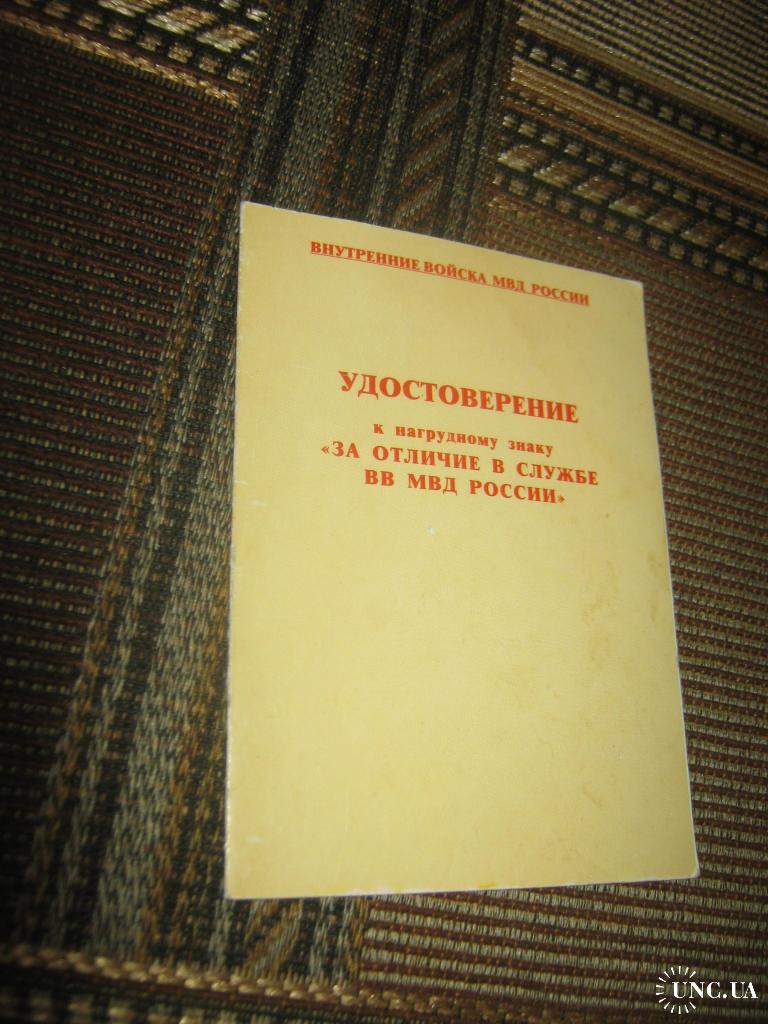 ВНУТРЕННИЕ ВОЙСКА МВД РОССИИ
УДОСТОВЕРЕНИЕ
к нагрудному знаку
«ЗА ОТЛИЧИЕ В СЛУЖБЕ
ВВ МВД РОССИИ»
UNC.UA